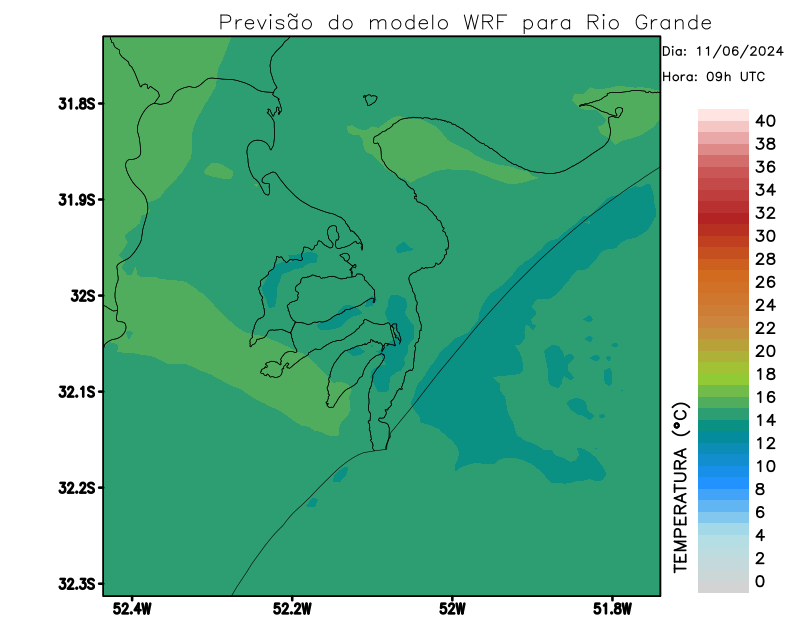 Previsão do modelo WRF para Rio Grande
Dia: 11/06/2024
Hora: 09h UTC
31.8S
31.9S
32S
32.1S
32.2S
32.3S
52.4W
52.2W
52W
51.8W
TEMPERATURA (°C)
40
38
36
34
32
30
28
26
24
22
20
18
16
14
12
10
8
6
4
2
0